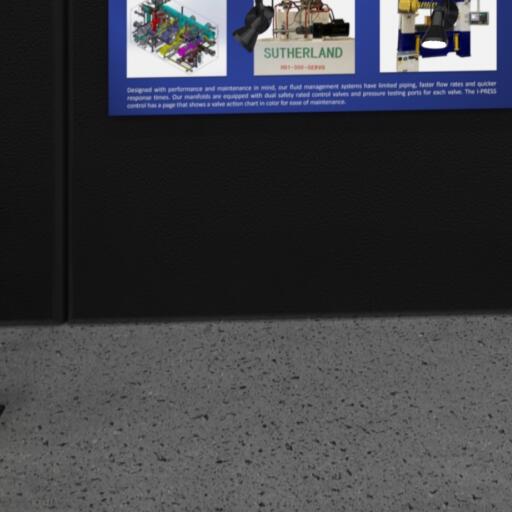 SUTHERLAND
Designed with performance and maintenance in mind, our fluid management systems have limited piping, faster flow rates and quicker
response times. Our manifolds are equipped with dual safety rated control valves and pressure testing ports for each valve. The I-PRESS
control has a page that shows a valve action chart in color for ease of maintenance.